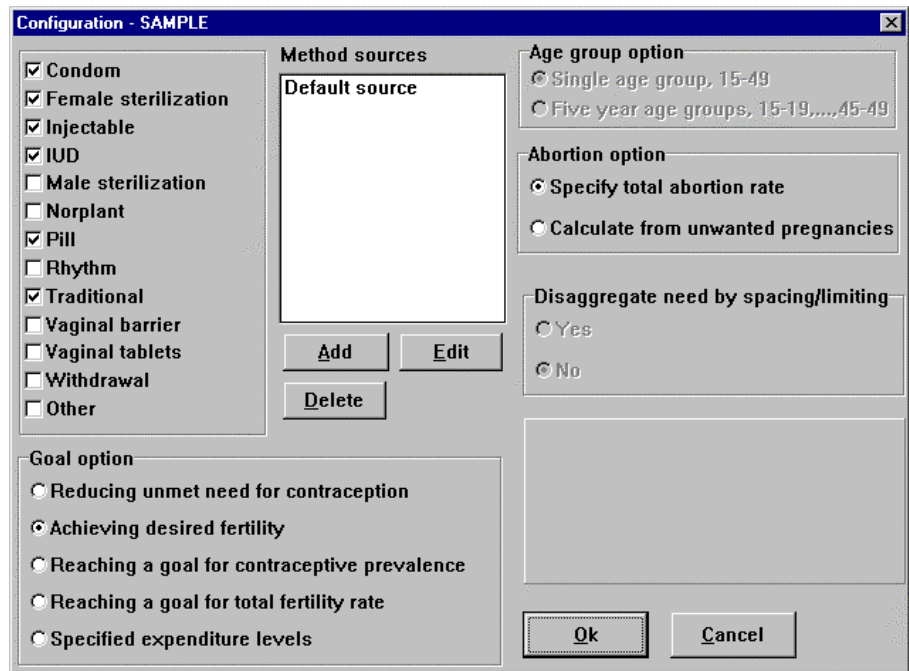 Configuration - SAMPLE
Condom
Female sterilization
Injectable
IUD
Male sterilization
Norplant
Pill
Rhythm
Traditional
Vaginal barrier
Vaginal tablets
Withdrawal
Other
Method sources
Default source
Add
Edit
Delete
Age group option
Single age group, 15-49
Five year age groups, 15-19,...,45-49
Abortion option
Specify total abortion rate
Calculate from unwanted pregnancies
Disaggregate need by spacing/limiting
Yes
No
Goal option
Reducing unmet need for contraception
Achieving desired fertility
Reaching a goal for contraceptive prevalence
Reaching a goal for total fertility rate
Specified expenditure levels
Ok
Cancel